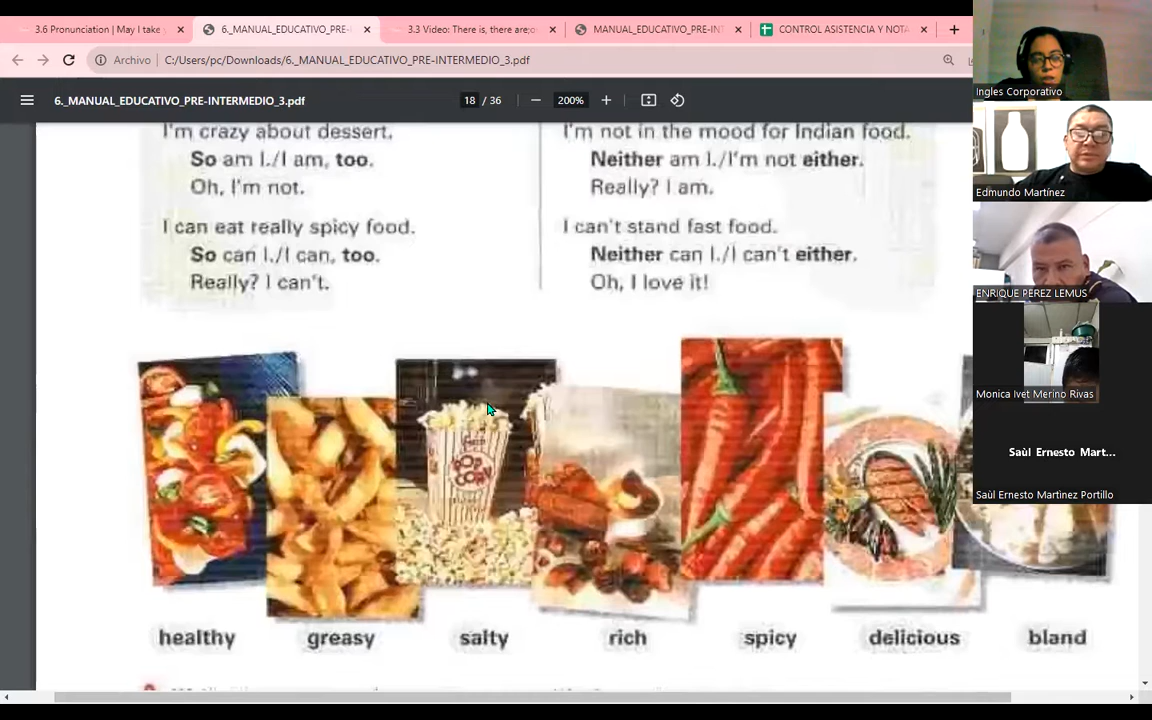 3.6 Pronunciation | May I take
6._MANUAL_EDUCATIVO_PRE-
3.3 Video: There is, there are;o
MANUAL_EDUCATIVO_PRE-INT
CONTROL ASISTENCIA Y NOTA
Archivo
C:/Users/pc/Downloads/6._MANUAL_EDUCATIVO_PRE-INTERMEDIO_3.pdf
6._MANUAL_EDUCATIVO_PRE-INTERMEDIO_3.pdf
18 / 36
200%
I'm crazy about dessert.
So am I./I am, too.
Oh, I'm not.
I can eat really spicy food.
So can I./I can, too.
Really? I can't.
I'm not in the mood for Indian food.
Neither am I./I'm not either.
Really? I am.
I can't stand fast food.
Neither can I./I can't either.
Oh, I love it!
POP
CORN
healthy
greasy
salty
rich
spicy
delicious
bland
Ingles Corporativo
Edmundo Martínez
ENRIQUE PEREZ LEMUS
Monica Ivet Merino Rivas
Saùl Ernesto Mart...
Saùl Ernesto Martìnez Portillo